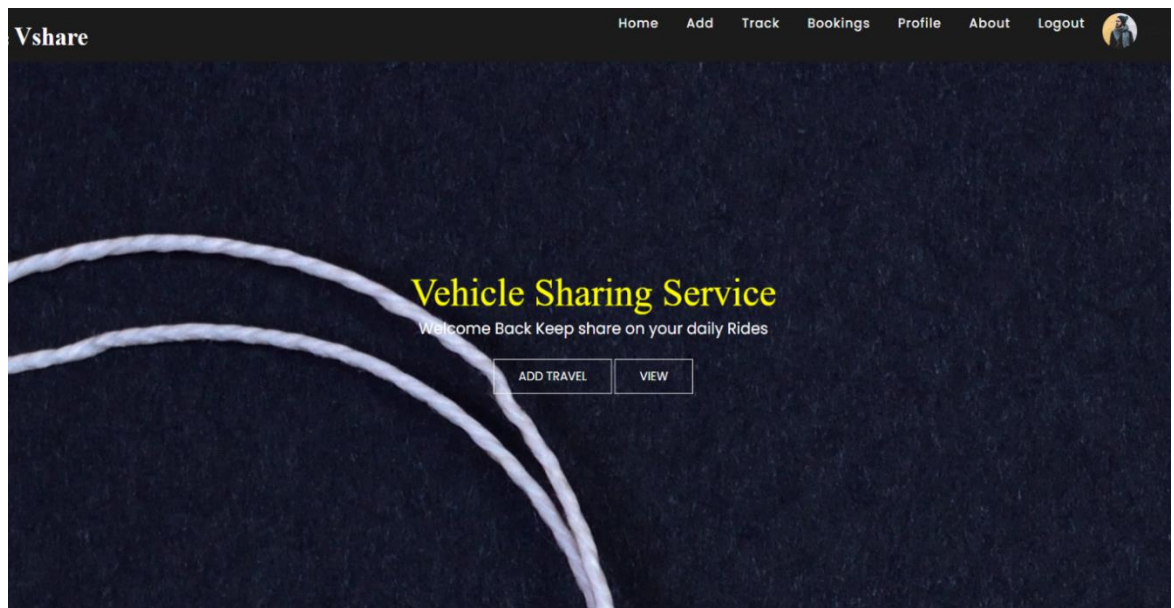 Vshare
Home Add Track Bookings Profile About Logout
Vehicle Sharing Service
Welcome Back Keep share on your daily Rides
ADD TRAVEL VIEW